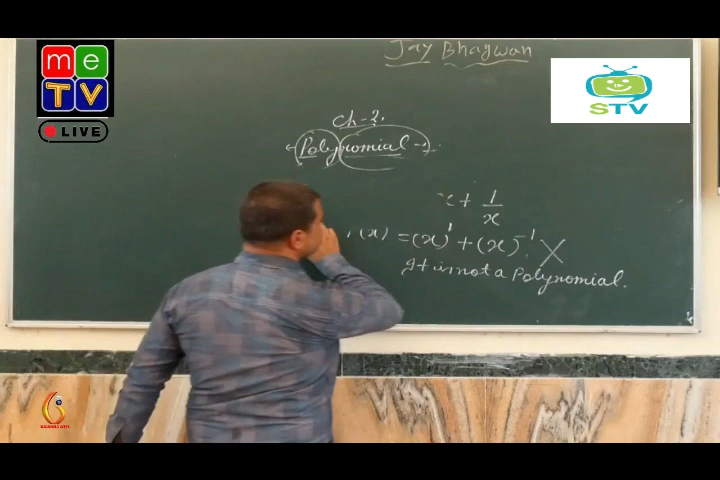 me
TV
LIVE
STV
Jay Bhagwan
Ch-2.
Polynomial
x + 1/x
(x) = (x)^1 + (x)^-1 X
It is not a Polynomial.